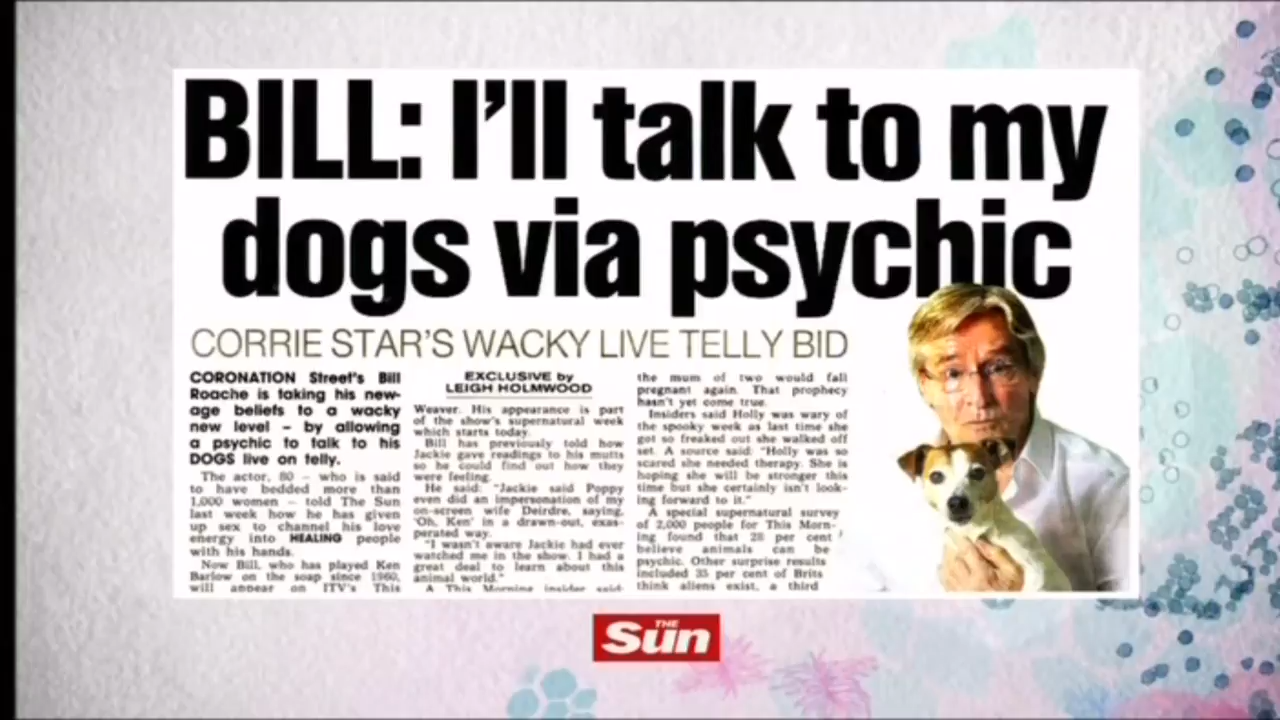 BILL: I'll talk to my
dogs via psychic
CORRIE STAR'S WACKY LIVE TELLY BID
CORONATION Street's Bill
Roache is taking his new-
age beliefs to a wacky
new level – by allowing
a psychic to talk to his
DOGS live on telly.
The actor, 80 – who is said
to have bedded more than
1,000 women – told The Sun
last week how he has given
up sex to channel his love
energy into HEALING people
with his hands.
Now Bill, who has played Ken
Barlow on the soap since 1960,
will appear on ITV's This
EXCLUSIVE by
LEIGH HOLMWOOD
Weaver. His appearance is part
of the show's supernatural week
which starts today.
Bill has previously told how
Jackie gave readings to his mutts
so he could find out how they
were feeling.
He said: "Jackie said Poppy
even did an impersonation of my
on-screen wife Deirdre, saying,
'Oh, Ken' in a drawn-out, exas-
perated way.
"I wasn't aware Jackie had ever
watched me in the show. I had a
great deal to learn about this
animal world."
A This Morning insider said:
the mum of two would fall
pregnant again. That prophecy
hasn't yet come true.
Insiders said Holly was wary of
the spooky week as last time she
got so freaked out she walked off
set. A source said: "Holly was so
scared she needed therapy. She is
hoping she will be stronger this
time but she certainly isn't look-
ing forward to it."
A special supernatural survey
of 2,000 people for This Morn-
ing found that 28 per cent
believe animals can be
psychic. Other surprise results
included 35 per cent of Brits
think aliens exist, a third
THE
Sun